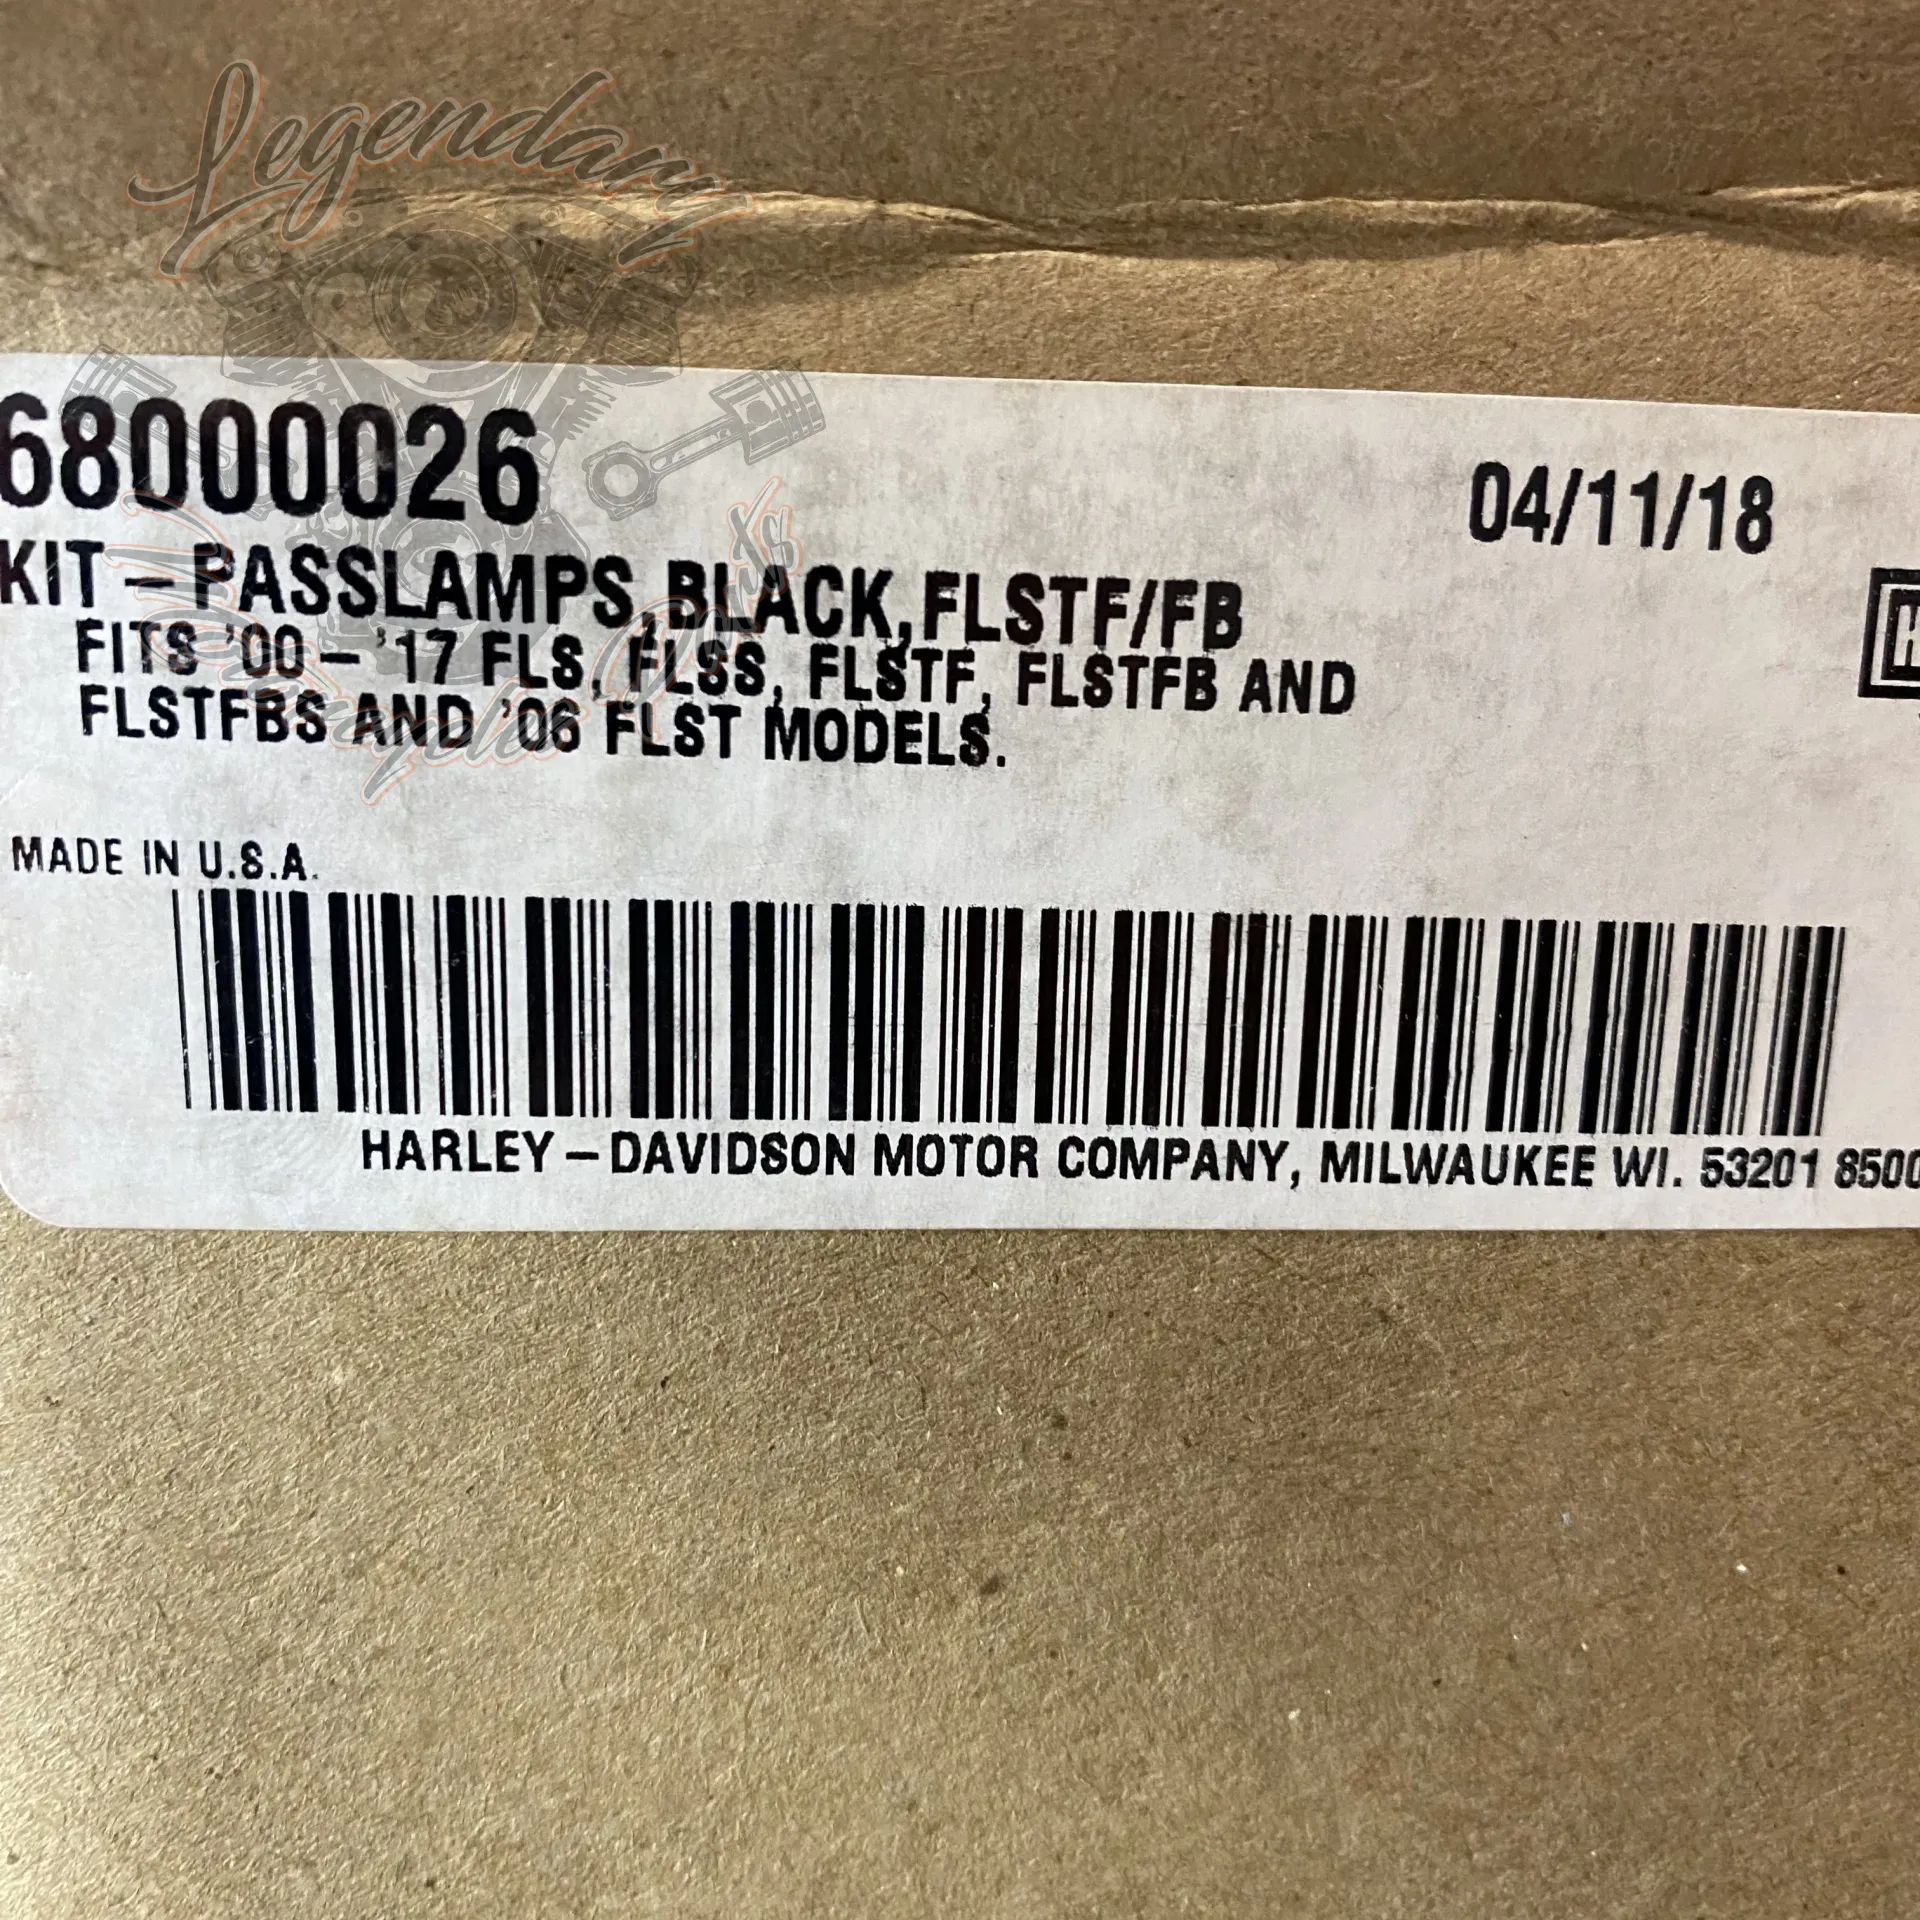 Legendary
68000026
04/11/18
KIT-PASSLAMPS,BLACK,FLSTF/FB
FITS '00-'17 FLS, FLSS, FLSTF, FLSTFB AND
FLSTFBS AND '06 FLST MODELS.
MADE IN U.S.A.
HARLEY-DAVIDSON MOTOR COMPANY, MILWAUKEE WI. 53201 8500